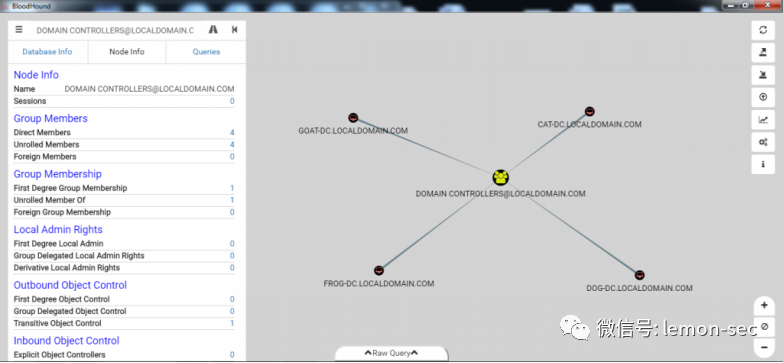 BloodHound
DOMAIN CONTROLLERS@LOCALDOMAIN.C
Database Info Node Info Queries
Node Info
Name DOMAIN CONTROLLERS@LOCALDOMAIN.COM
Sessions 0
Group Members
Direct Members 4
Unrolled Members 4
Foreign Members 0
Group Membership
First Degree Group Membership 1
Unrolled Member Of 1
Foreign Group Membership 0
Local Admin Rights
First Degree Local Admin 0
Group Delegated Local Admin Rights 0
Derivative Local Admin Rights 0
Outbound Object Control
First Degree Object Control 0
Group Delegated Object Control 0
Transitive Object Control 1
Inbound Object Control
Explicit Object Controllers 0
GOAT-DC.LOCALDOMAIN.COM
CAT-DC.LOCALDOMAIN.COM
DOMAIN CONTROLLERS@LOCALDOMAIN.COM
FROG-DC.LOCALDOMAIN.COM
DOG-DC.LOCALDOMAIN.COM
Raw Query
微信号: lemon-sec